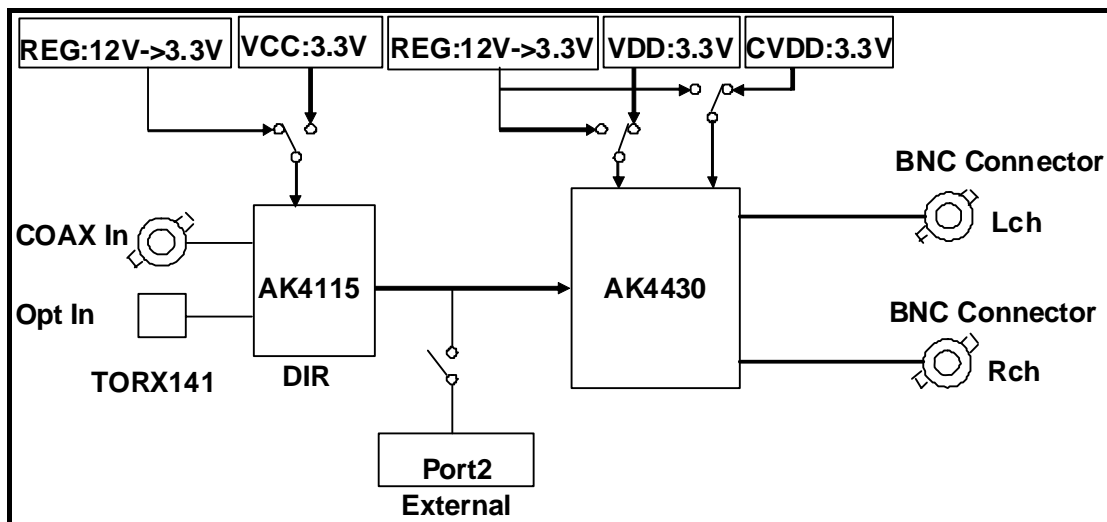 REG:12V->3.3V
VCC:3.3V
REG:12V->3.3V
VDD:3.3V
CVDD:3.3V
BNC Connector
Lch
COAX In
AK4115
AK4430
Opt In
BNC Connector
Rch
TORX141
DIR
Port2
External